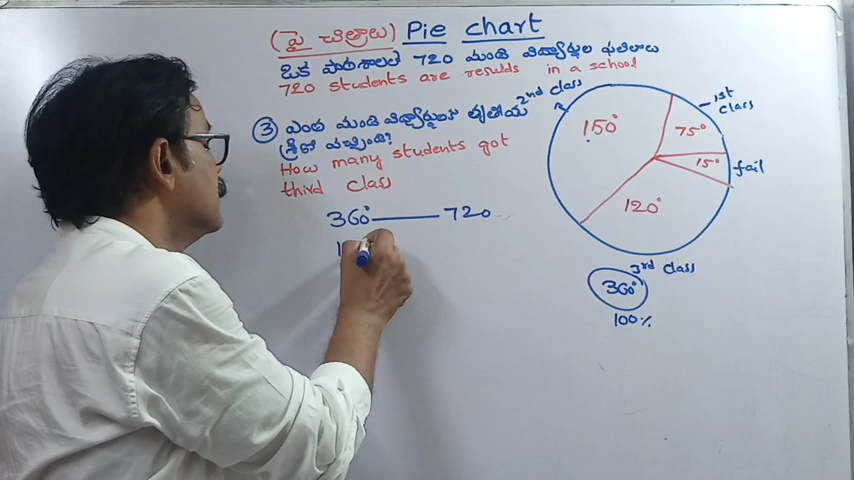 (పై చిత్రాలు) Pie chart
ఒక పాఠశాలలో 720 మంది విద్యార్థుల ఫలితాలు
720 students are results in a school
③ ఎంత మంది విద్యార్థులకు తృతీయ
శ్రేణి వచ్చింది?
How many students got
third class
360° 720
1
2nd class
1st
class
150°
75°
15°
fail
120°
3rd class
360°
100%